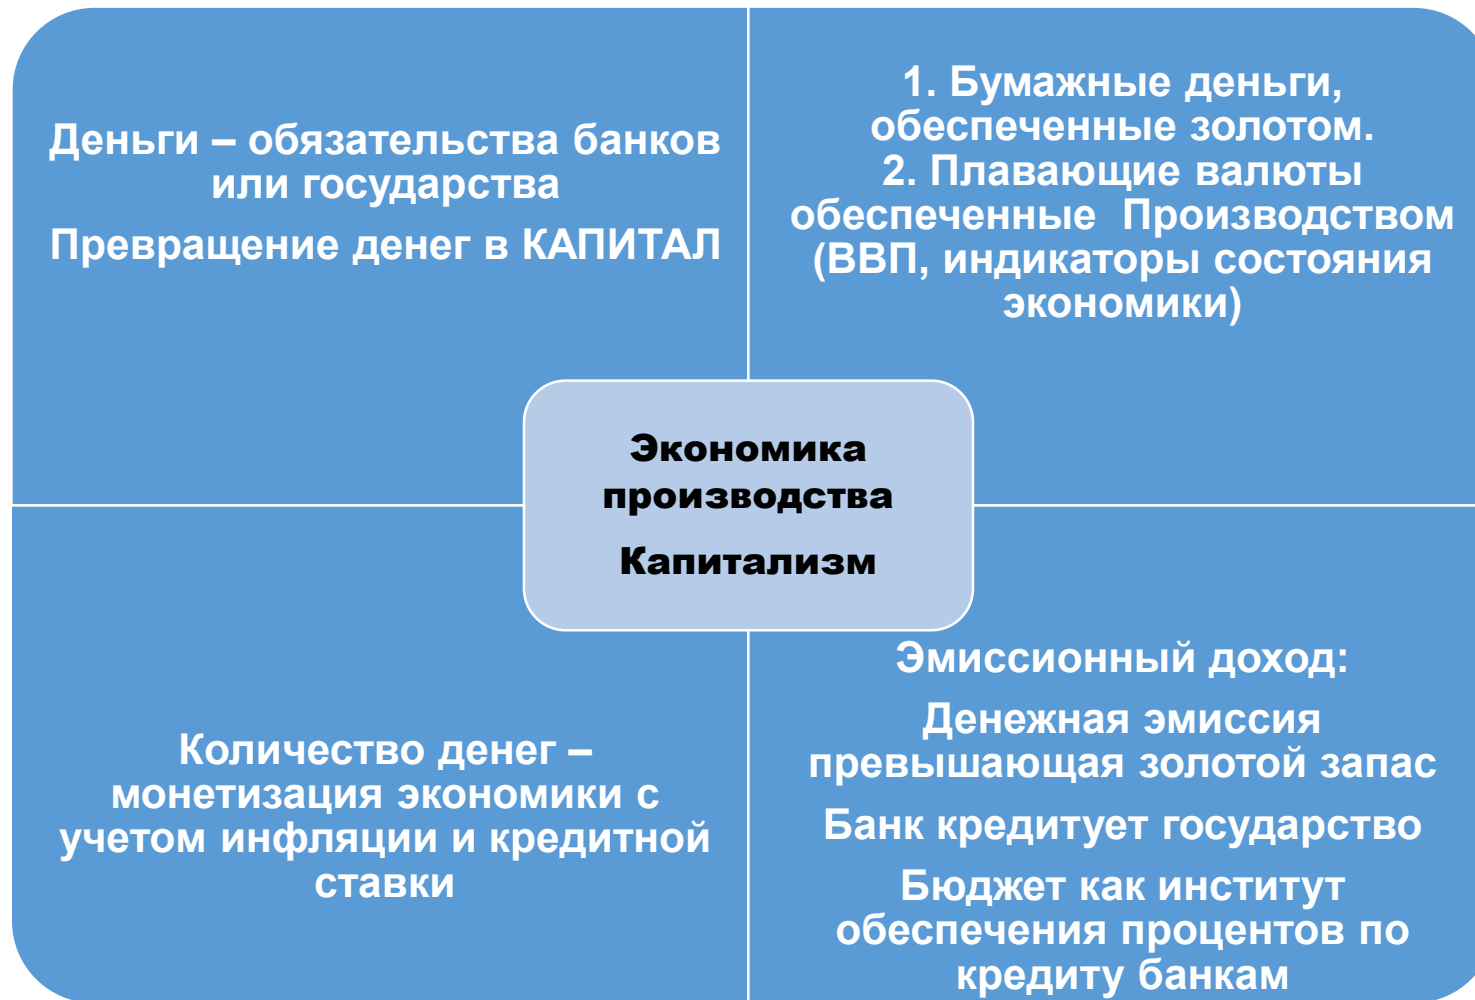 Деньги – обязательства банков
или государства
Превращение денег в КАПИТАЛ
1. Бумажные деньги,
обеспеченные золотом.
2. Плавающие валюты
обеспеченные  Производством
(ВВП, индикаторы состояния
экономики)
Экономика
производства
Капитализм
Количество денег –
монетизация экономики с
учетом инфляции и кредитной
ставки
Эмиссионный доход:
Денежная эмиссия
превышающая золотой запас
Банк кредитует государство
Бюджет как институт
обеспечения процентов по
кредиту банкам